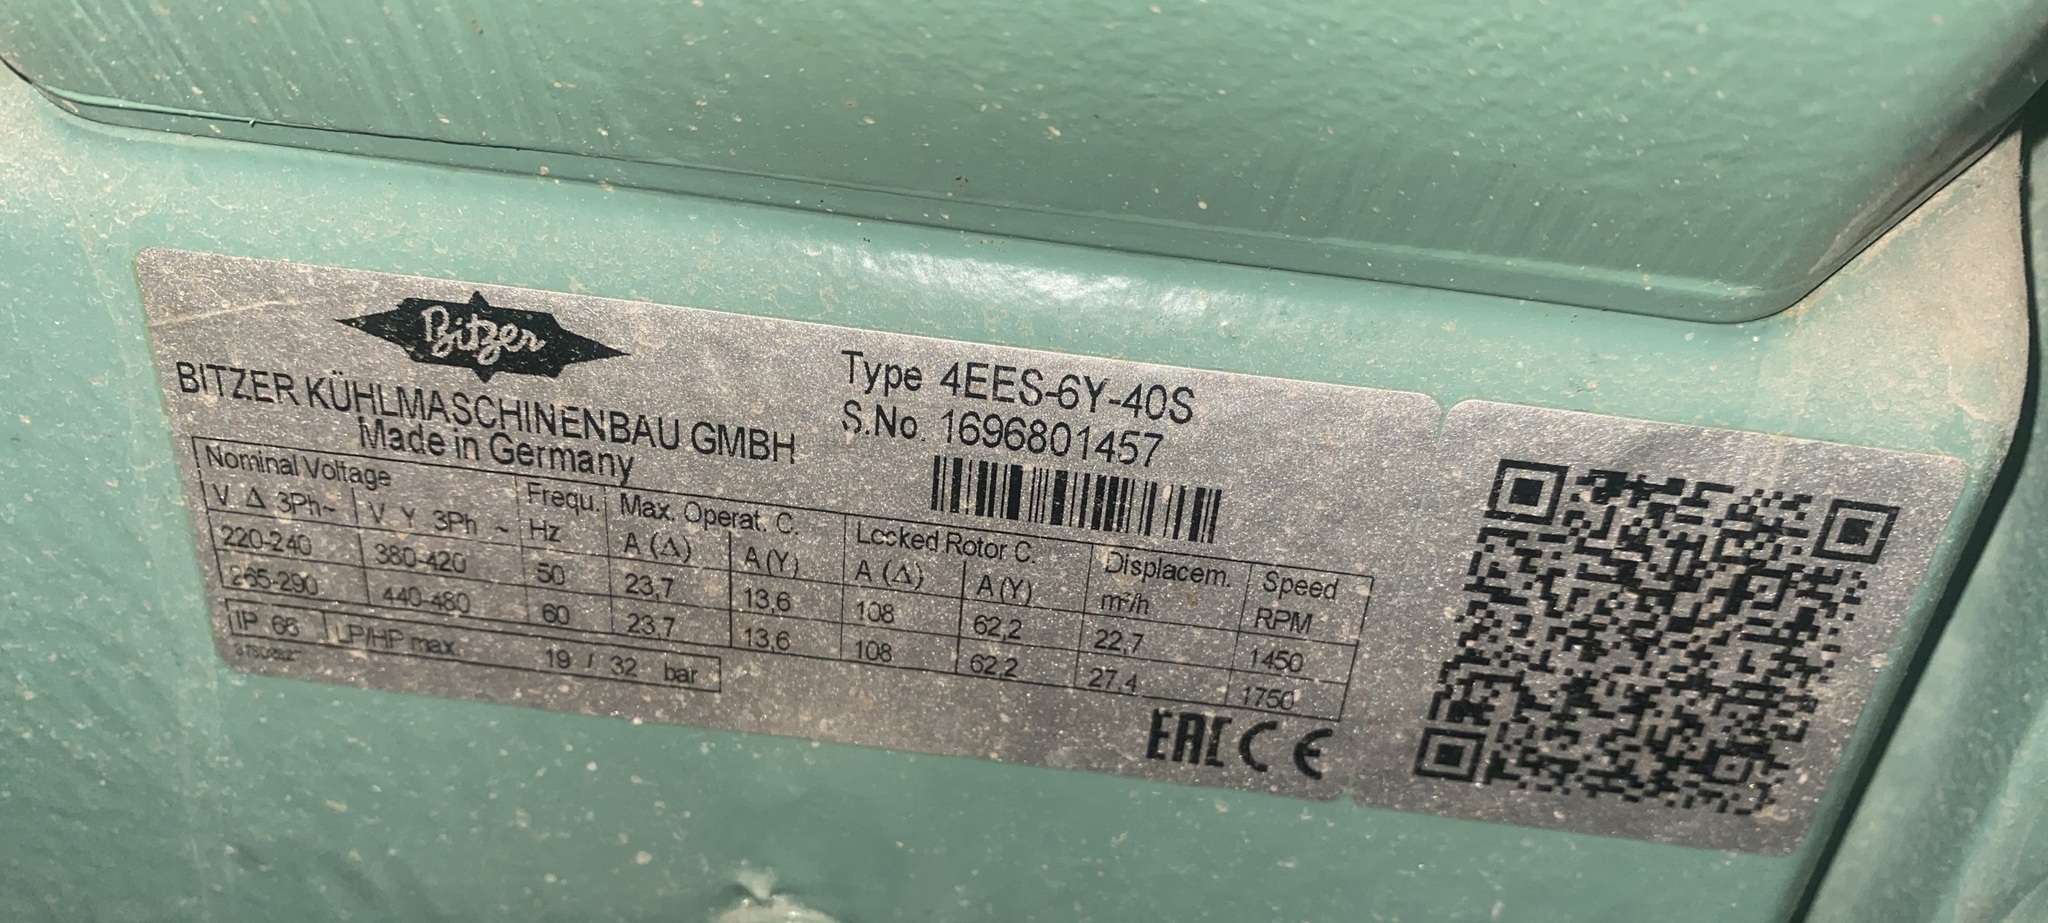 Bitzer
BITZER KÜHLMASCHINENBAU GMBH
Made in Germany
Type 4EES-6Y-40S
S.No. 1696801457
Nominal Voltage Frequ. Max. Operat. C. Locked Rotor C. Displacem. Speed
V Δ 3Ph~ V Y 3Ph ~ Hz A (Δ) A (Y) A (Δ) A (Y) m³/h RPM
220-240 380-420 50 23,7 13,6 108 62,2 22,7 1450
265-290 440-480 60 23,7 13,6 108 62,2 27,4 1750
IP 66 LP/HP max. 19 / 32 bar
EAC CE